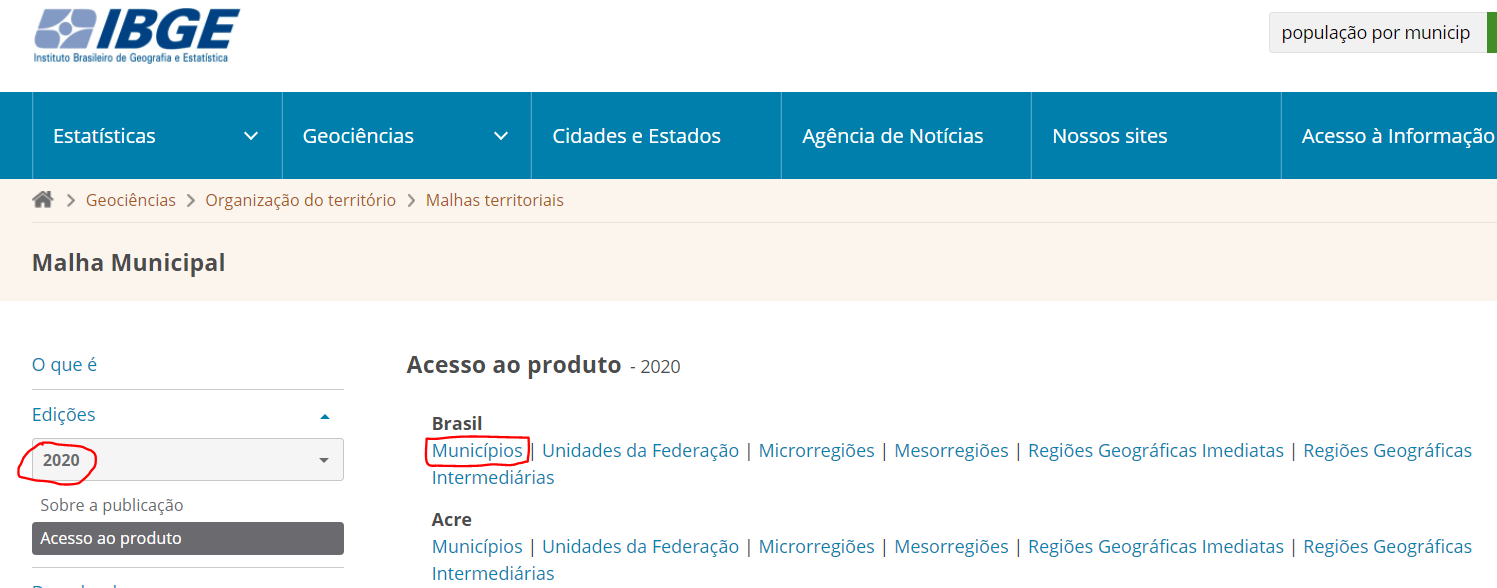 IBGE
Instituto Brasileiro de Geografia e Estatística
população por municip
Estatísticas
Geociências
Cidades e Estados
Agência de Notícias
Nossos sites
Acesso à Informação
Geociências > Organização do território > Malhas territoriais
Malha Municipal
O que é
Edições
2020
Sobre a publicação
Acesso ao produto
Acesso ao produto - 2020
Brasil
Municípios | Unidades da Federação | Microrregiões | Mesorregiões | Regiões Geográficas Imediatas | Regiões Geográficas
Intermediárias
Acre
Municípios | Unidades da Federação | Microrregiões | Mesorregiões | Regiões Geográficas Imediatas | Regiões Geográficas
Intermediárias